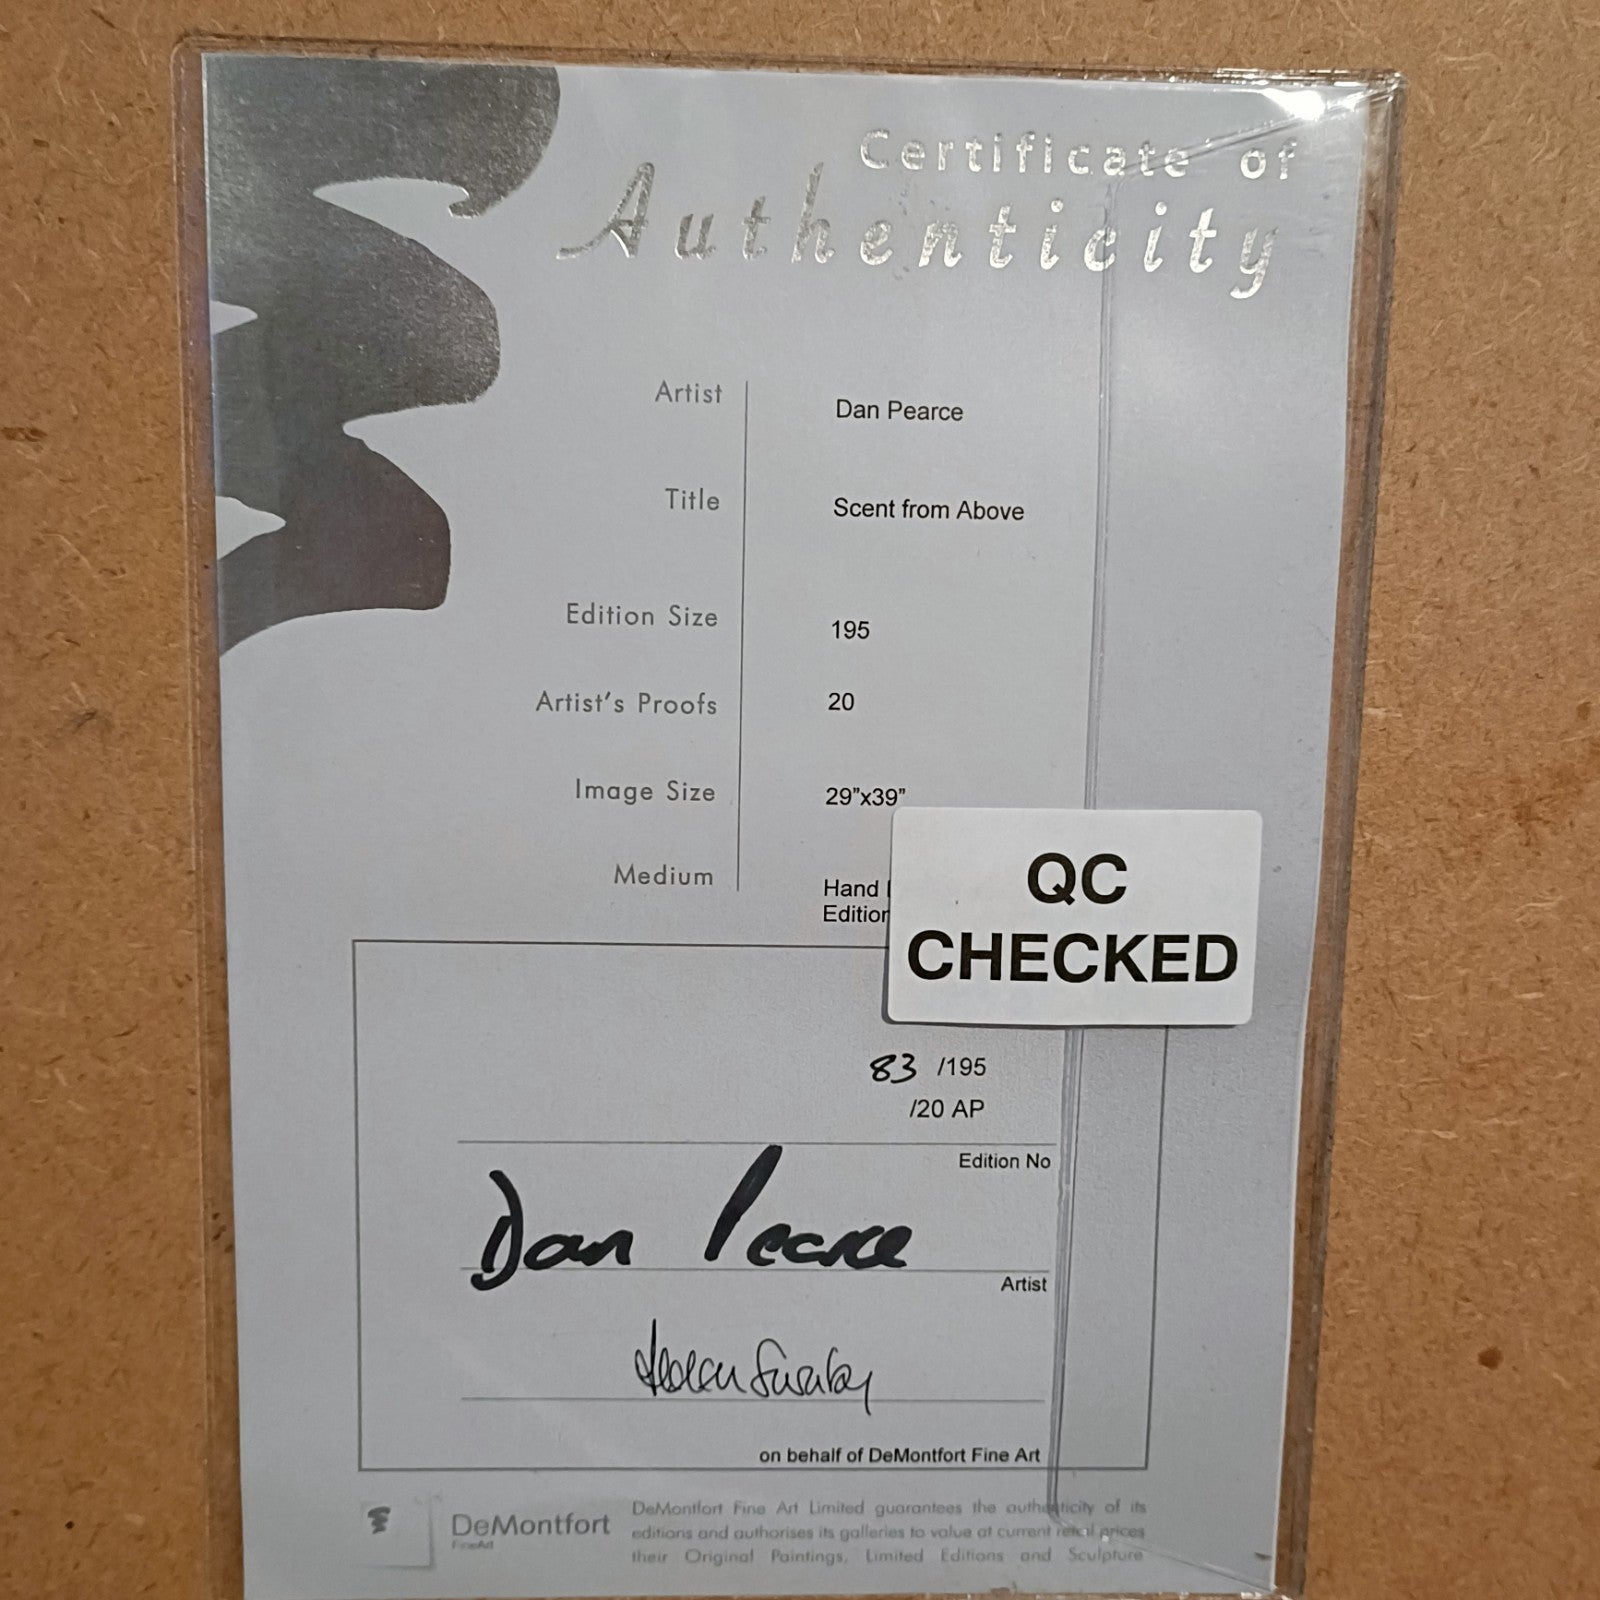 Certificate of
Authenticity
Artist Dan Pearce
Title Scent from Above
Edition Size 195
Artist's Proofs 20
Image Size 29"x39"
Medium Hand
Edition
QC
CHECKED
83 /195
/20 AP
Edition No
Dan Pearce
Artist
Helen Swaby
on behalf of DeMontfort Fine Art
DeMontfort
FineArt
DeMontfort Fine Art Limited guarantees the authenticity of its
editions and authorises its galleries to value at current retail prices
their Original Paintings, Limited Editions and Sculpture